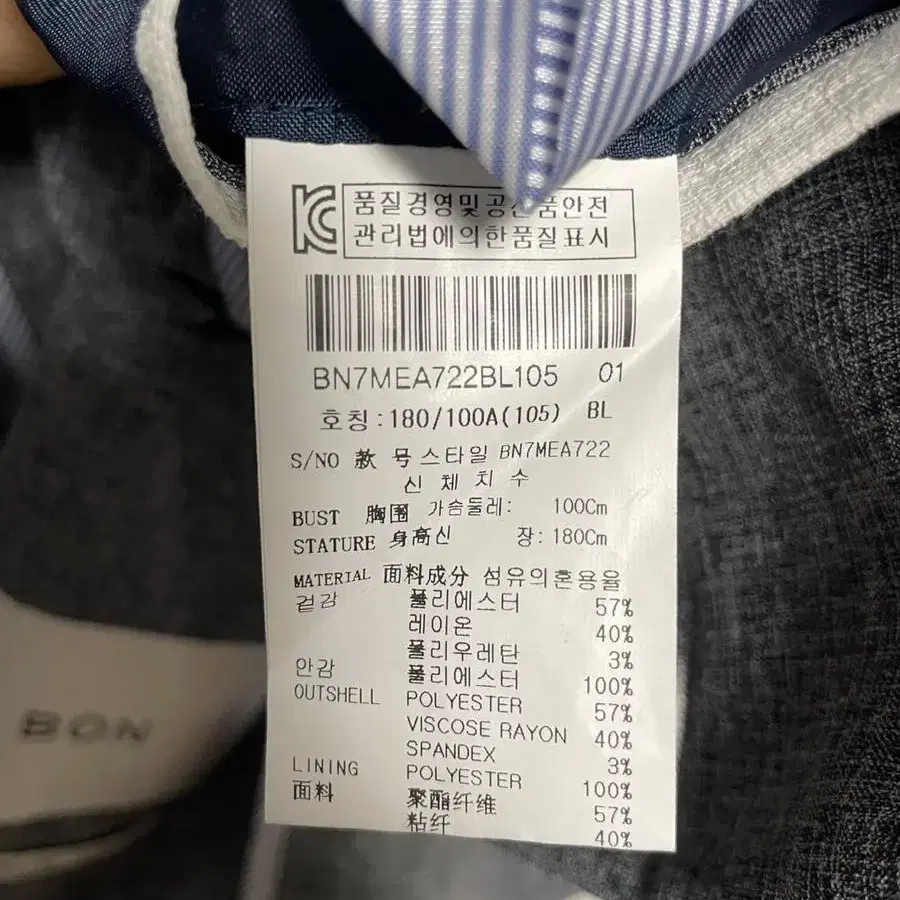 품질경영및공산품안전
관리법에의한품질표시
BN7MEA722BL105 01
호칭:180/100A(105) BL
S/NO 款 号 스타일 BN7MEA722
신 체 치 수
BUST 胸围 가슴둘레: 100Cm
STATURE 身高신 장: 180Cm
MATERIAL 面料成分 섬유의혼용율
겉감 폴리에스터 57%
레이온 40%
폴리우레탄 3%
안감 폴리에스터 100%
OUTSHELL POLYESTER 57%
VISCOSE RAYON 40%
SPANDEX 3%
LINING POLYESTER 100%
面料 聚酯纤维 57%
粘纤 40%
BON